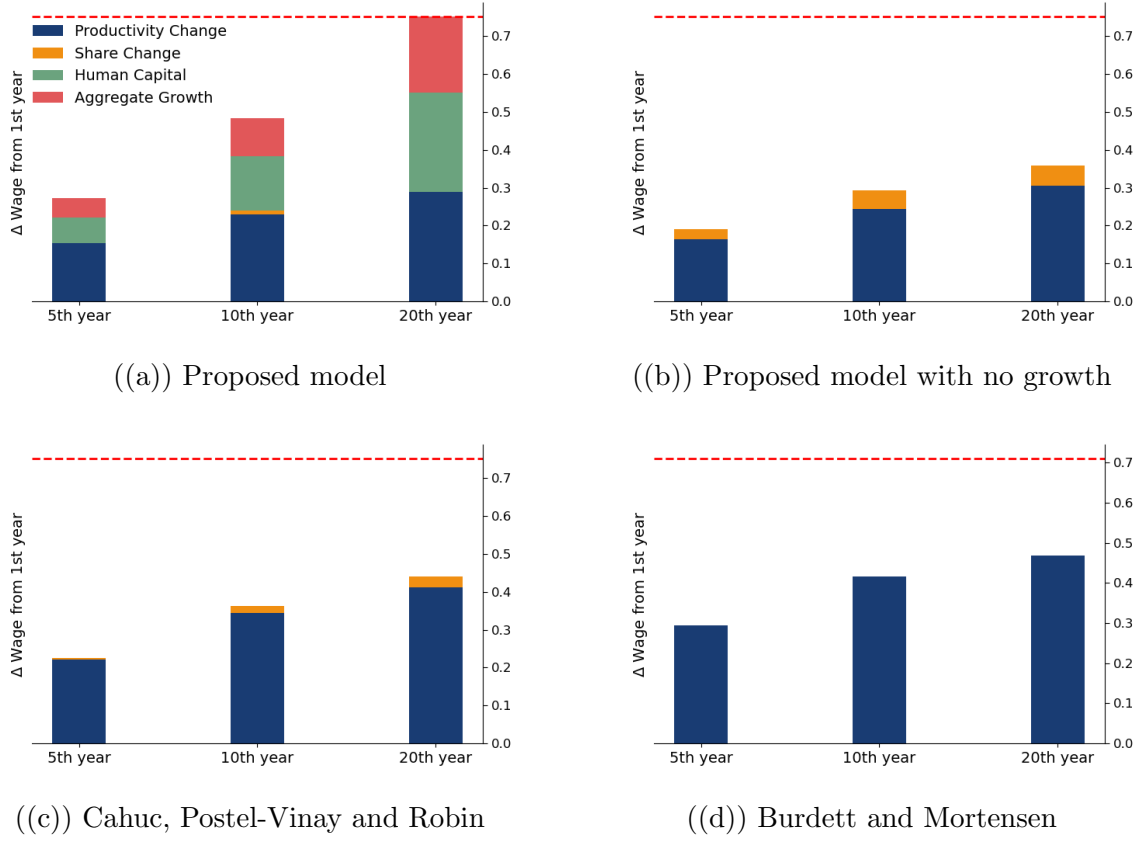 Productivity Change
Share Change
Human Capital
Aggregate Growth
Δ Wage from 1st year
0.7
0.6
0.5
0.4
0.3
0.2
0.1
0.0
5th year 10th year 20th year
((a)) Proposed model
Δ Wage from 1st year
0.7
0.6
0.5
0.4
0.3
0.2
0.1
0.0
5th year 10th year 20th year
((b)) Proposed model with no growth
Δ Wage from 1st year
0.7
0.6
0.5
0.4
0.3
0.2
0.1
0.0
5th year 10th year 20th year
((c)) Cahuc, Postel-Vinay and Robin
Δ Wage from 1st year
0.7
0.6
0.5
0.4
0.3
0.2
0.1
0.0
5th year 10th year 20th year
((d)) Burdett and Mortensen